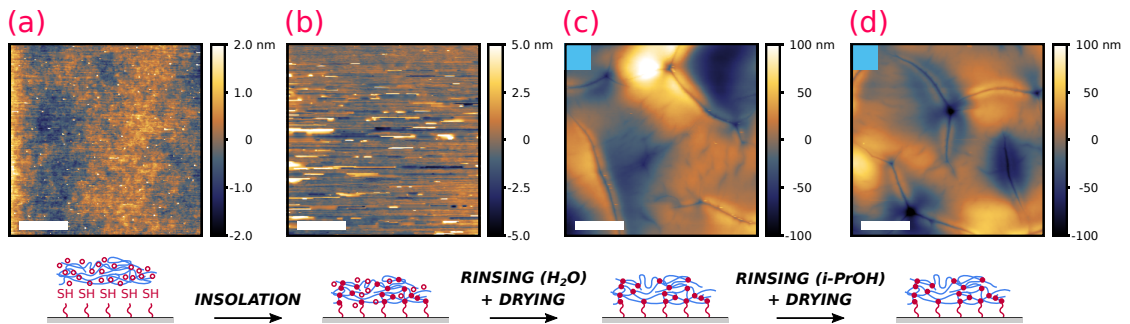 (a)
(b)
(c)
(d)
2.0 nm
1.0
0
-1.0
-2.0
5.0 nm
2.5
0
-2.5
-5.0
100 nm
50
0
-50
-100
100 nm
50
0
-50
-100
SH SH SH SH SH
INSOLATION
RINSING (H₂O)
+ DRYING
RINSING (i-PrOH)
+ DRYING